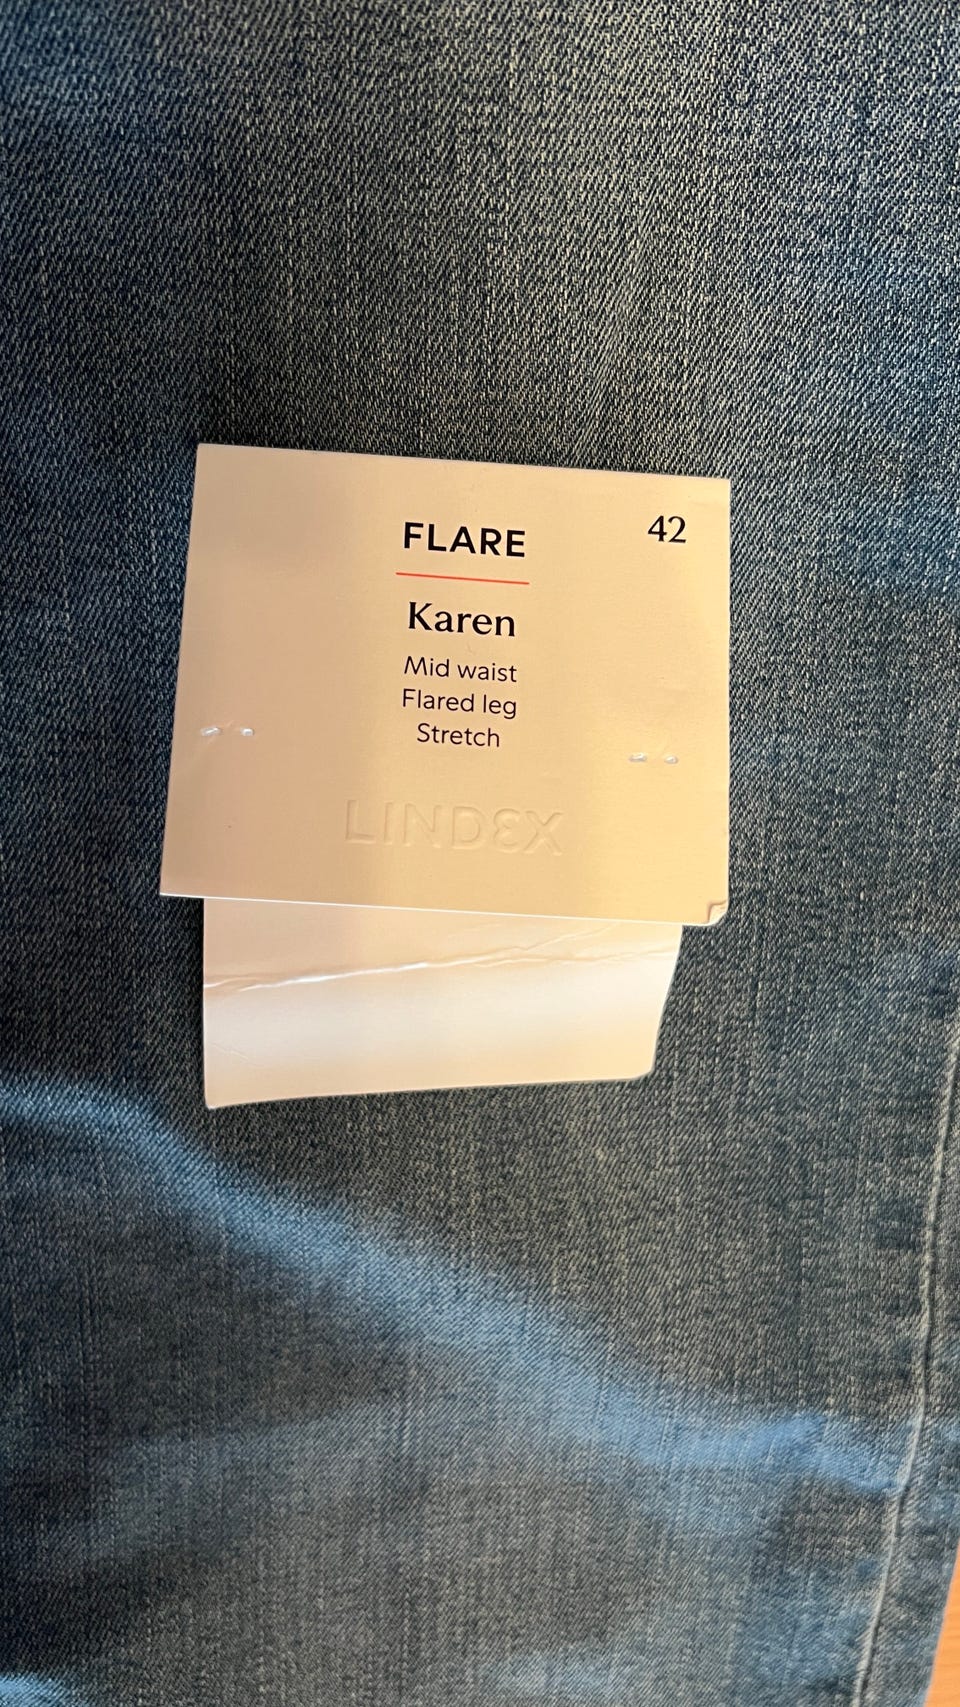 FLARE
42
Karen
Mid waist
Flared leg
Stretch
LINDEX